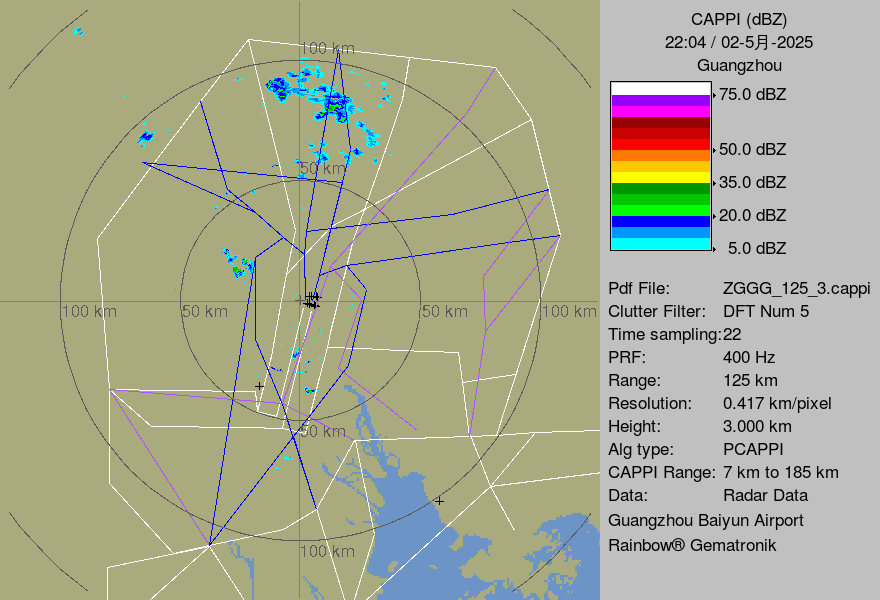 100 km
50 km
100 km
50 km
50 km
100 km
50 km
100 km
CAPPI (dBZ)
22:04 / 02-5月-2025
Guangzhou
75.0 dBZ
50.0 dBZ
35.0 dBZ
20.0 dBZ
5.0 dBZ
Pdf File: ZGGG_125_3.cappi
Clutter Filter: DFT Num 5
Time sampling:22
PRF: 400 Hz
Range: 125 km
Resolution: 0.417 km/pixel
Height: 3.000 km
Alg type: PCAPPI
CAPPI Range: 7 km to 185 km
Data: Radar Data
Guangzhou Baiyun Airport
Rainbow® Gematronik